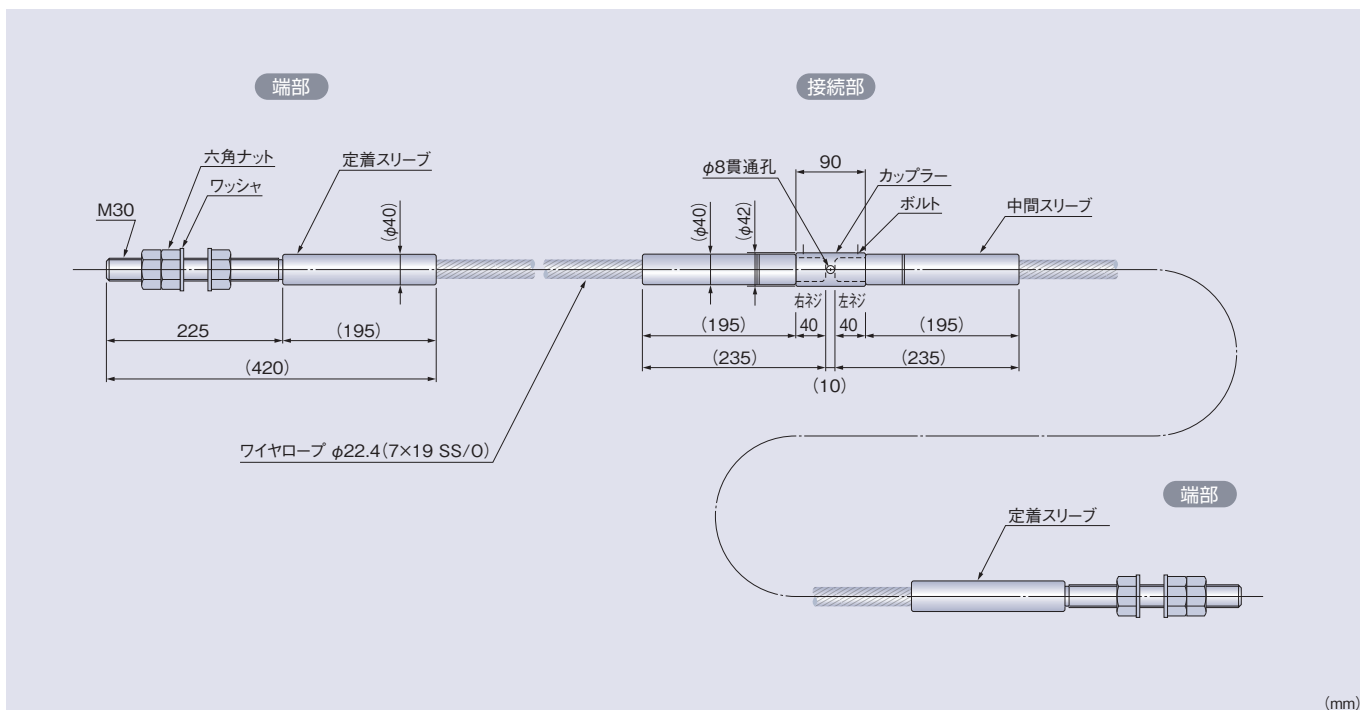 端部
接続部
六角ナット
定着スリーブ
ワッシャ
M30
(φ40)
φ8貫通孔
90
カップラー
ボルト
中間スリーブ
(φ40)
(φ42)
右ネジ
左ネジ
225
(195)
(195)
40
40
(195)
(420)
(235)
(235)
(10)
ワイヤロープ φ22.4(7×19 SS/O)
端部
定着スリーブ
(mm)